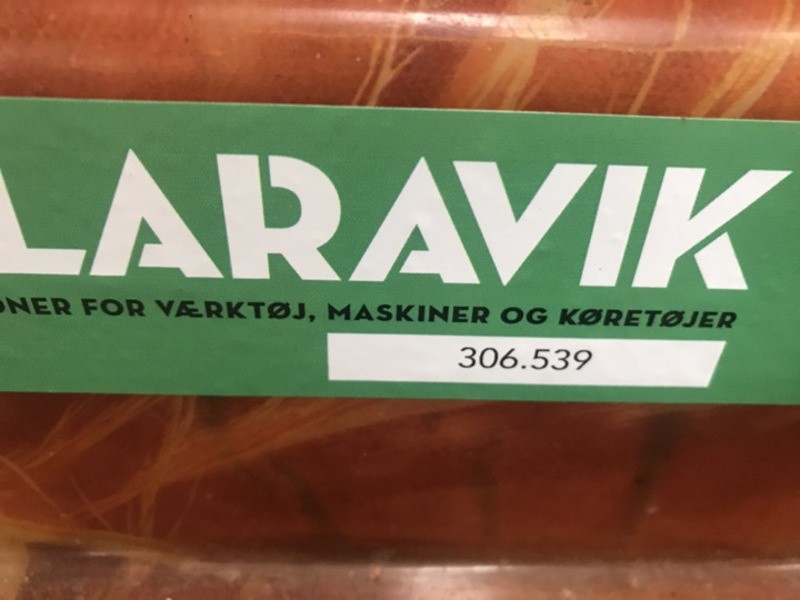 LARAVIK
FOR VÆRKTØJ, MASKINER OG KØRETØJER
306.539